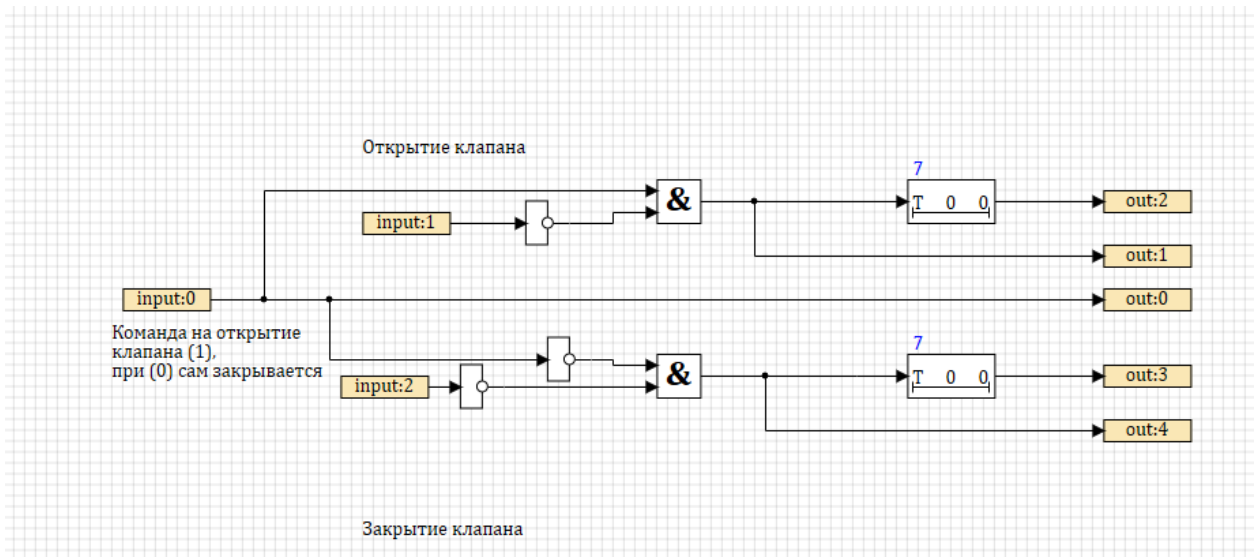 Открытие клапана
7
&
T 0 0
out:2
input:1
out:1
input:0
out:0
Команда на открытие
клапана (1),
при (0) сам закрывается
7
&
T 0 0
out:3
input:2
out:4
Закрытие клапана